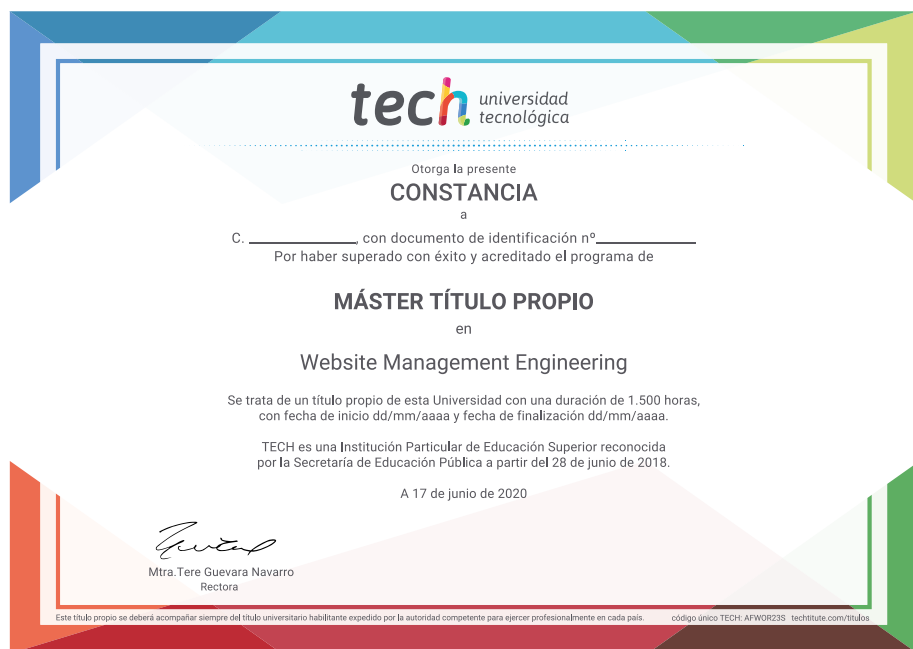 tech universidad
tecnológica
Otorga la presente
CONSTANCIA
a
C. ____________, con documento de identificación nº____________
Por haber superado con éxito y acreditado el programa de
MÁSTER TÍTULO PROPIO
en
Website Management Engineering
Se trata de un título propio de esta Universidad con una duración de 1.500 horas,
con fecha de inicio dd/mm/aaaa y fecha de finalización dd/mm/aaaa.
TECH es una Institución Particular de Educación Superior reconocida
por la Secretaría de Educación Pública a partir del 28 de junio de 2018.
A 17 de junio de 2020
Mtra.Tere Guevara Navarro
Rectora
Este título propio se deberá acompañar siempre del título universitario habilitante expedido por la autoridad competente para ejercer profesionalmente en cada país. código único TECH: AFWOR23S techtitute.com/titulos